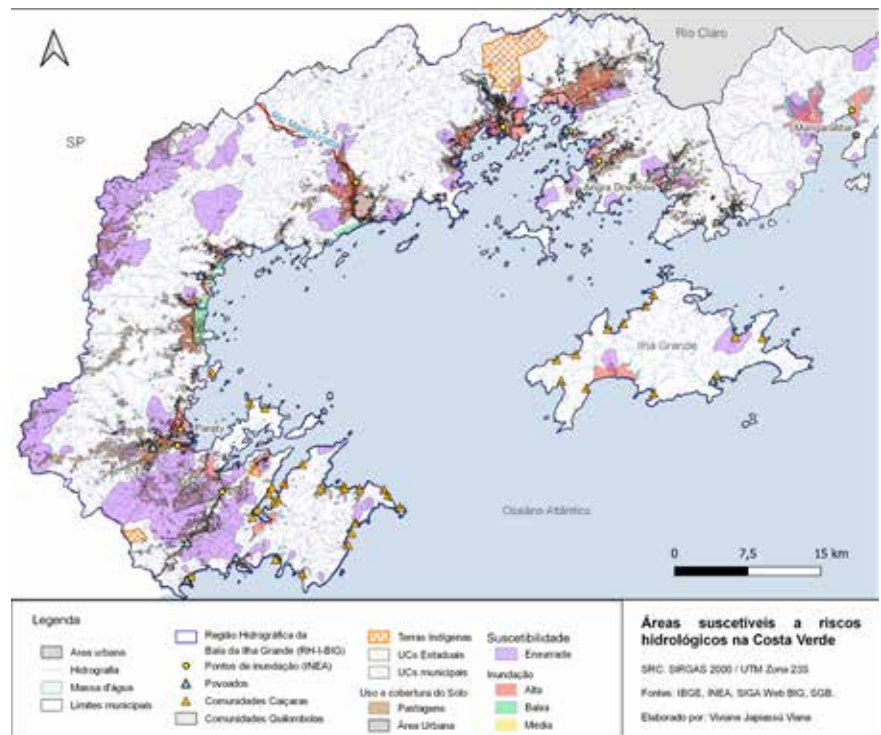 Rio Claro
SP
Mangaratiba
Angra Dos Reis
Ilha Grande
Paraty
Oceano Atlântico
0 7,5 15 km
Legenda
Área urbana
Hidrografia
Massa d'água
Limites municipais
Região Hidrográfica da
Baía da Ilha Grande (RH-I-BIG)
Pontos de inundação (INEA)
Povoados
Comunidades Caiçaras
Comunidades Quilombolas
Terras Indígenas
UCs Estaduais
UCs municipais
Uso e cobertura do Solo
Pastagens
Área Urbana
Suscetibilidade
Enxurrada
Inundação
Alta
Baixa
Média
Áreas suscetíveis a riscos
hidrológicos na Costa Verde
SRC: SIRGAS 2000 / UTM Zona 23S
Fontes: IBGE, INEA, SIGA Web BIG, SGB.
Elaborado por: Viviane Japiassú Viana